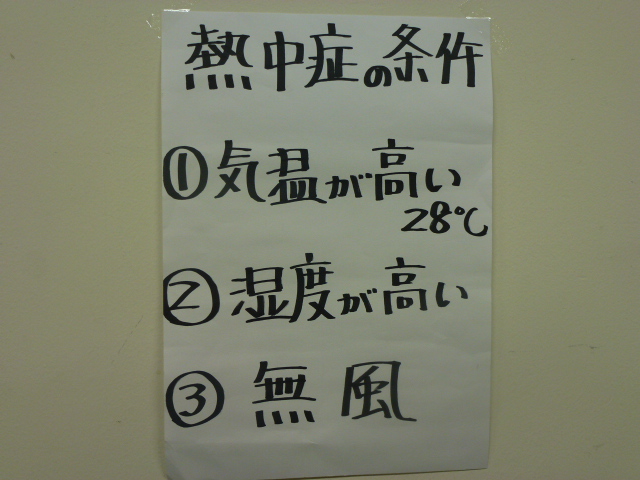 熱中症の条件
①気温が高い
28℃
②湿度が高い
③無風